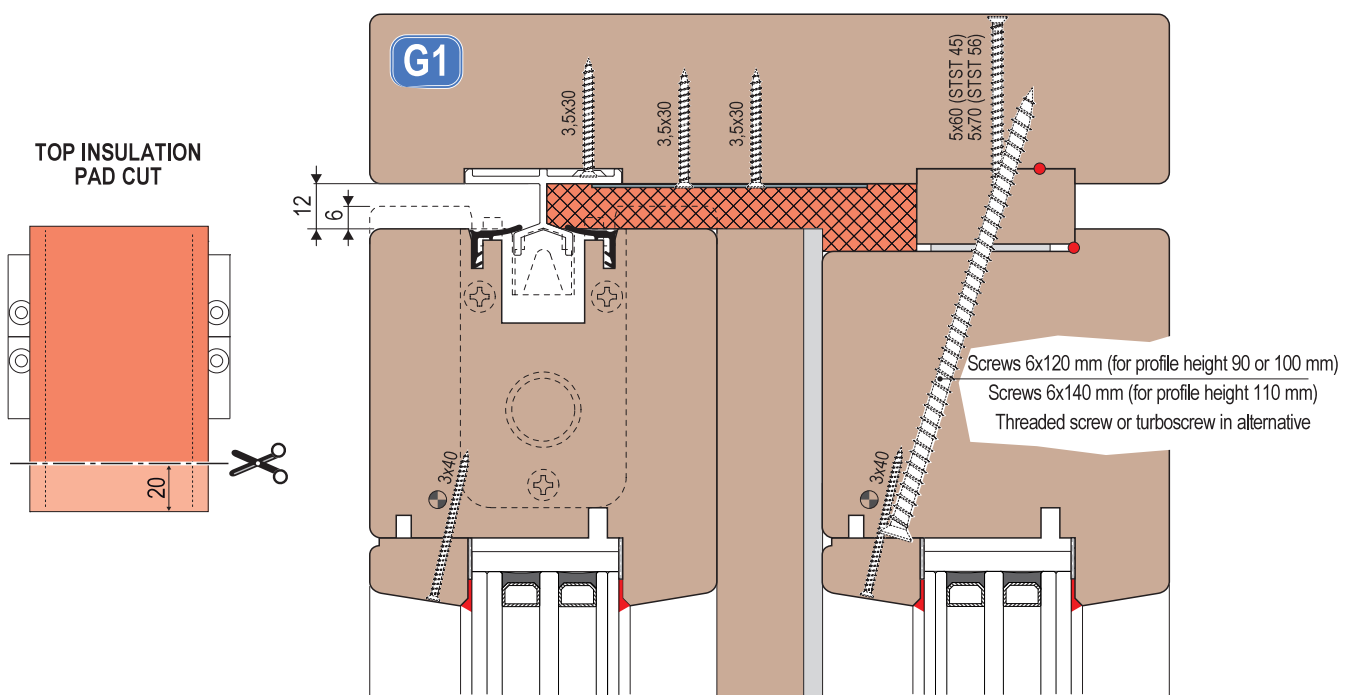 G1
TOP INSULATION
PAD CUT
20
12
6
3,5x30
3,5x30
3,5x30
5x60 (STST 45)
5x70 (STST 56)
Screws 6x120 mm (for profile height 90 or 100 mm)
Screws 6x140 mm (for profile height 110 mm)
Threaded screw or turboscrew in alternative
3x40
3x40